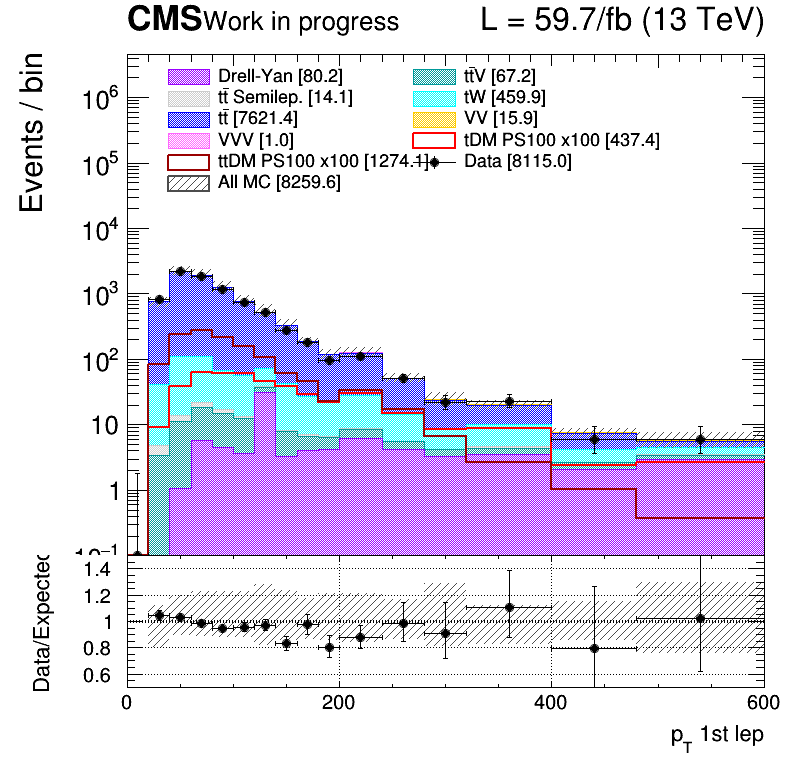 CMS Work in progress L = 59.7/fb (13 TeV)
Events / bin
Drell-Yan [80.2] tt̄V [67.2]
tt̄ Semilep. [14.1] tW [459.9]
tt̄ [7621.4] VV [15.9]
VVV [1.0] tDM PS100 x100 [437.4]
ttDM PS100 x100 [1274.1] Data [8115.0]
All MC [8259.6]
10⁶
10⁵
10⁴
10³
10²
10
1
10⁻¹
Data/Expected
1.4
1.2
1
0.8
0.6
0 200 400 600
p_T 1st lep